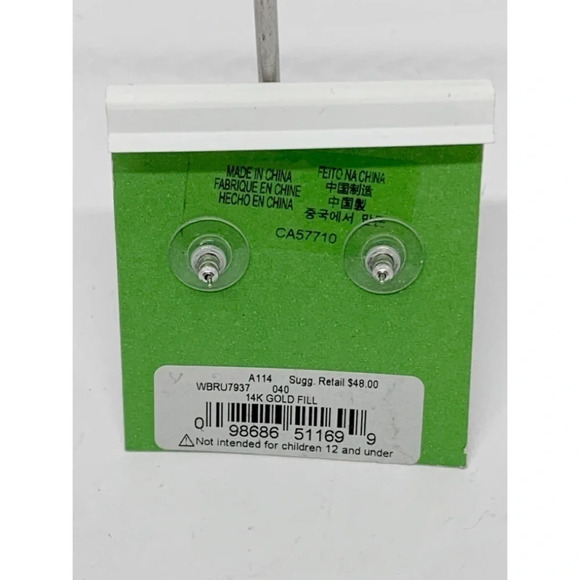 MADE IN CHINA
FABRIQUE EN CHINE
HECHO EN CHINA
FEITO NA CHINA
中国制造
中国製
중국에서
CA57710
A114 Sugg. Retail $48.00
WBRU7937 040
14K GOLD FILL
0 98686 51169 9
⚠Not intended for children 12 and under